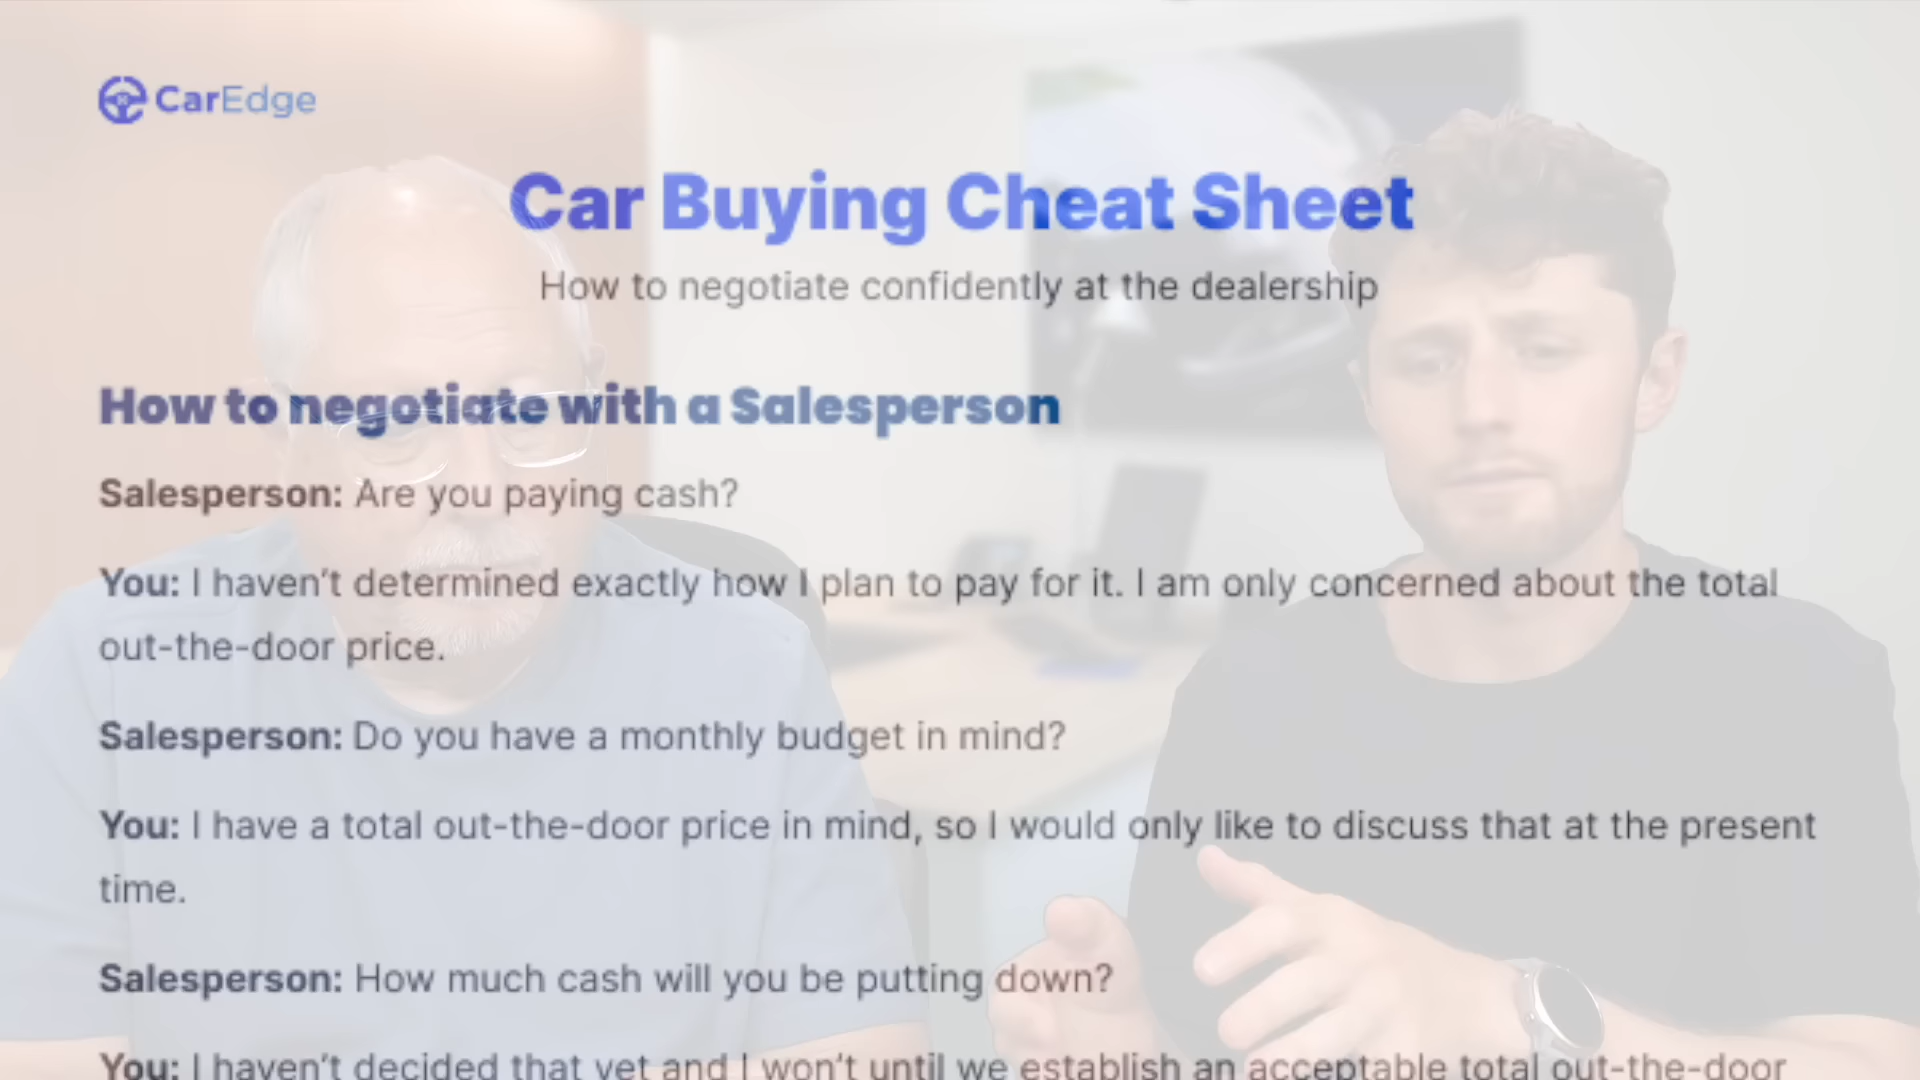 CarEdge
Car Buying Cheat Sheet
How to negotiate confidently at the dealership
How to negotiate with a Salesperson
Salesperson: Are you paying cash?
You: I haven’t determined exactly how I plan to pay for it. I am only concerned about the total
out-the-door price.
Salesperson: Do you have a monthly budget in mind?
You: I have a total out-the-door price in mind, so I would only like to discuss that at the present
time.
Salesperson: How much cash will you be putting down?
You: I haven’t decided that yet and I won’t until we establish an acceptable total out-the-door